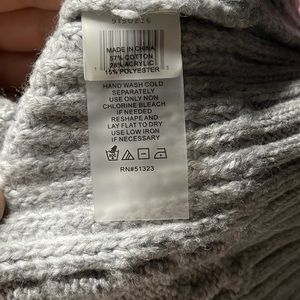 MADE IN CHINA
57% COTTON
28% ACRYLIC
15% POLYESTER
HAND WASH COLD
SEPARATELY
USE ONLY NON
CHLORINE BLEACH
IF NEEDED
RESHAPE AND
LAY FLAT TO DRY
USE LOW IRON
IF NECESSARY
RN#51323